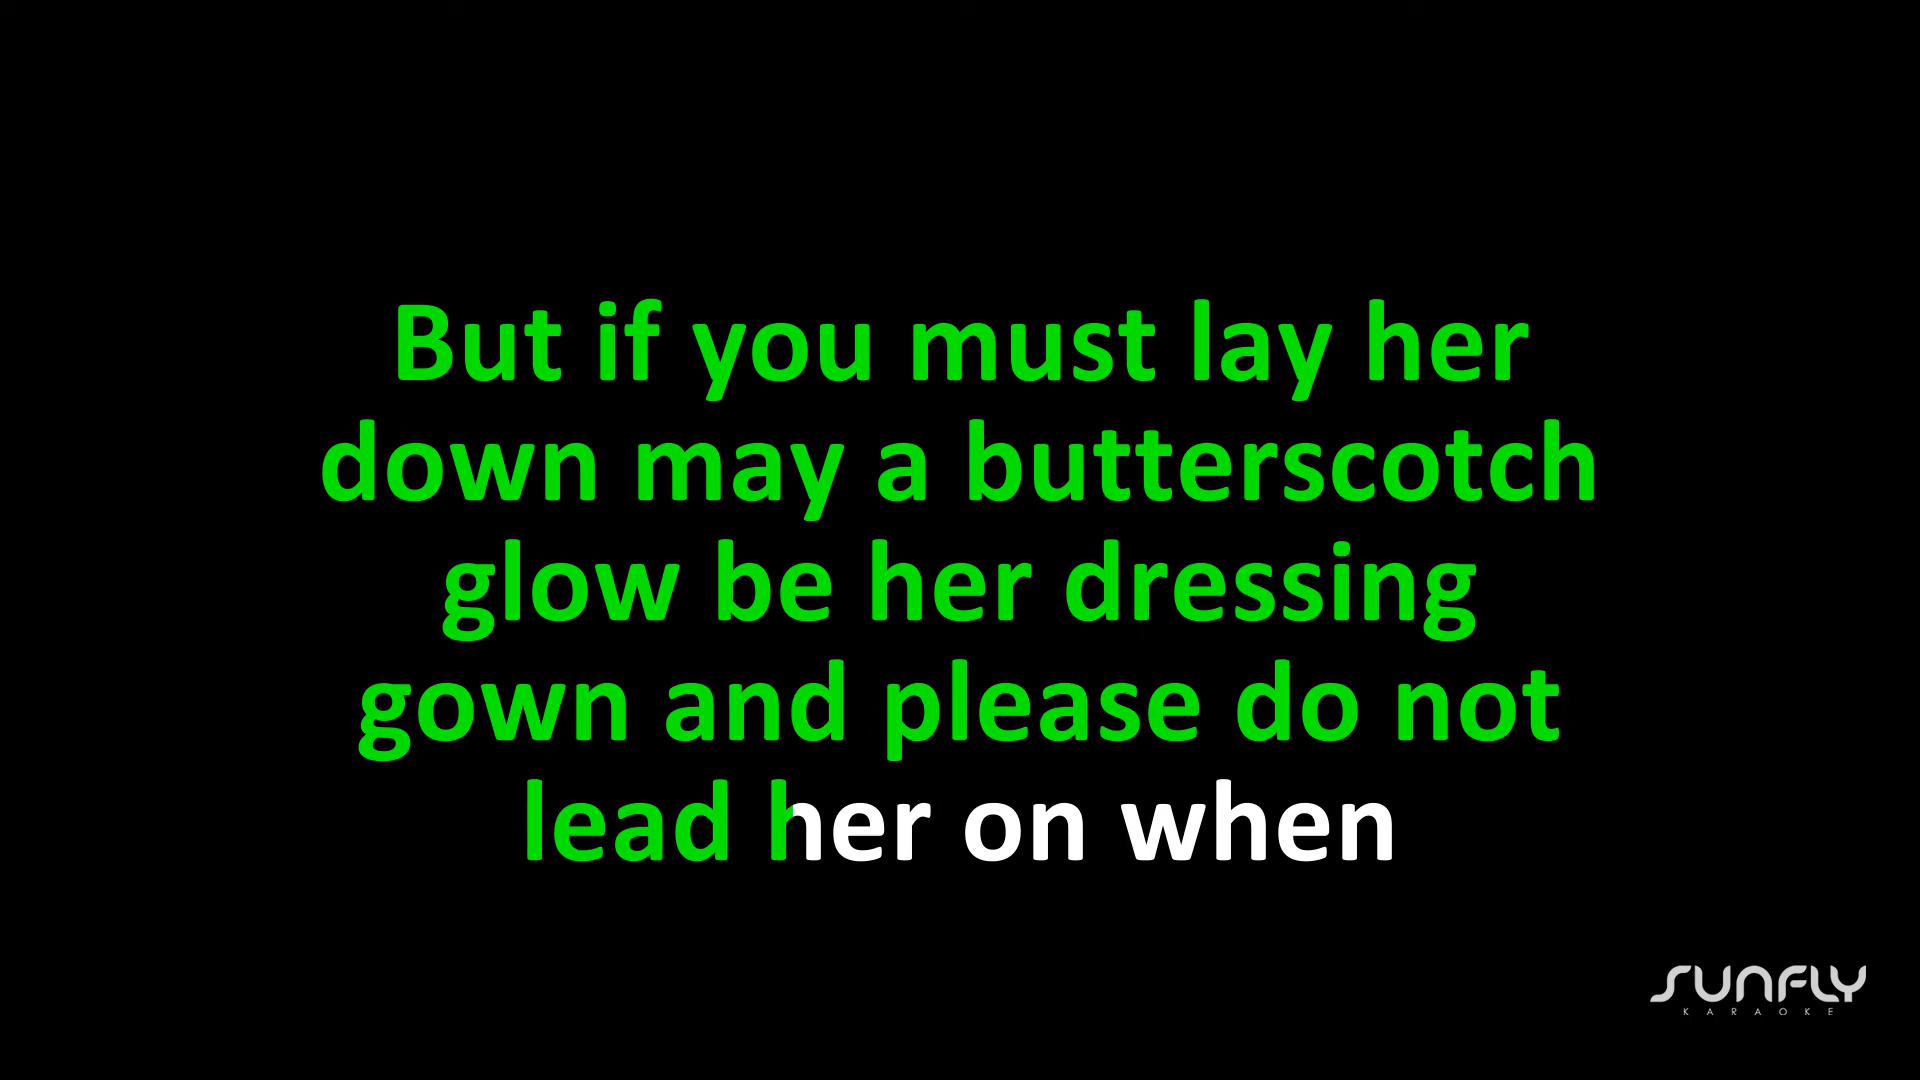 But if you must lay her
down may a butterscotch
glow be her dressing
gown and please do not
lead her on when
SUNFLY
KARAOKE